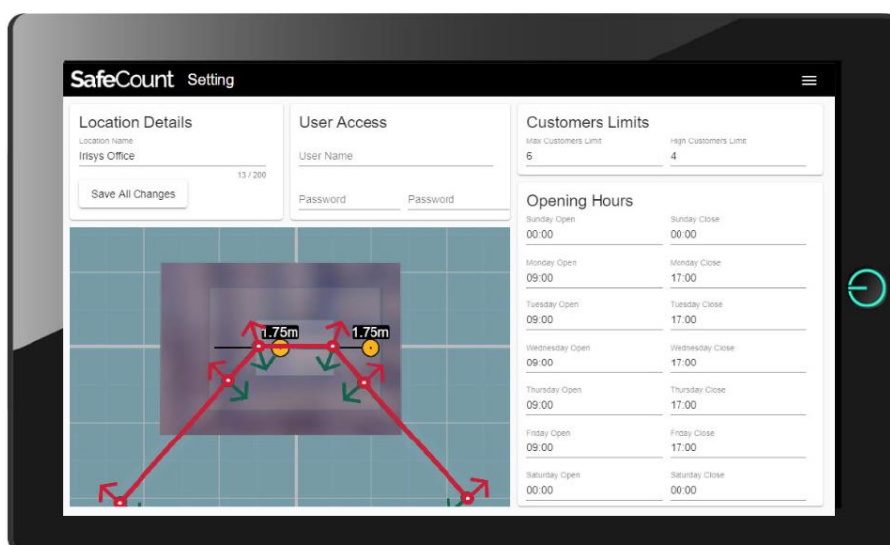 SafeCount Setting
Location Details
Location Name
Irisys Office
13 / 200
Save All Changes
User Access
User Name
Password Password
1.75m 1.75m
Customers Limits
Max Customers Limit High Customers Limit
6 4
Opening Hours
Sunday Open Sunday Close
00:00 00:00
Monday Open Monday Close
09:00 17:00
Tuesday Open Tuesday Close
09:00 17:00
Wednesday Open Wednesday Close
09:00 17:00
Thursday Open Thursday Close
09:00 17:00
Friday Open Friday Close
09:00 17:00
Saturday Open Saturday Close
00:00 00:00